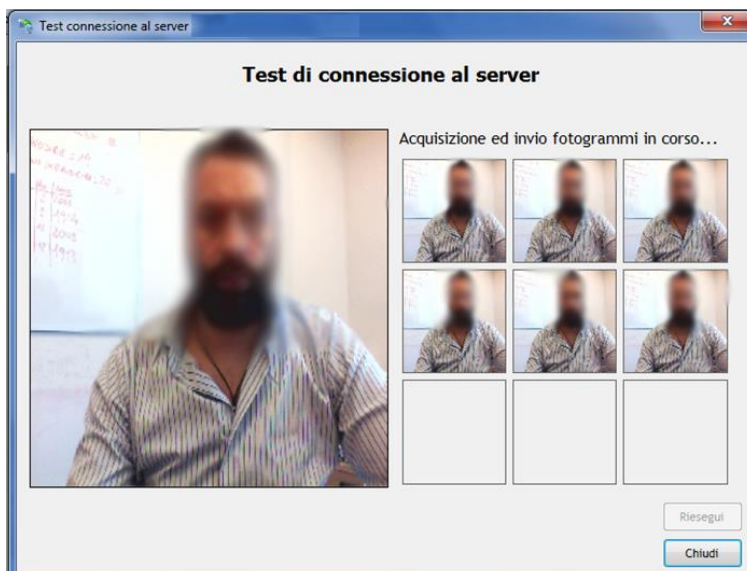 Test connessione al server
Test di connessione al server
Acquisizione ed invio fotogrammi in corso...
Riesegui
Chiudi